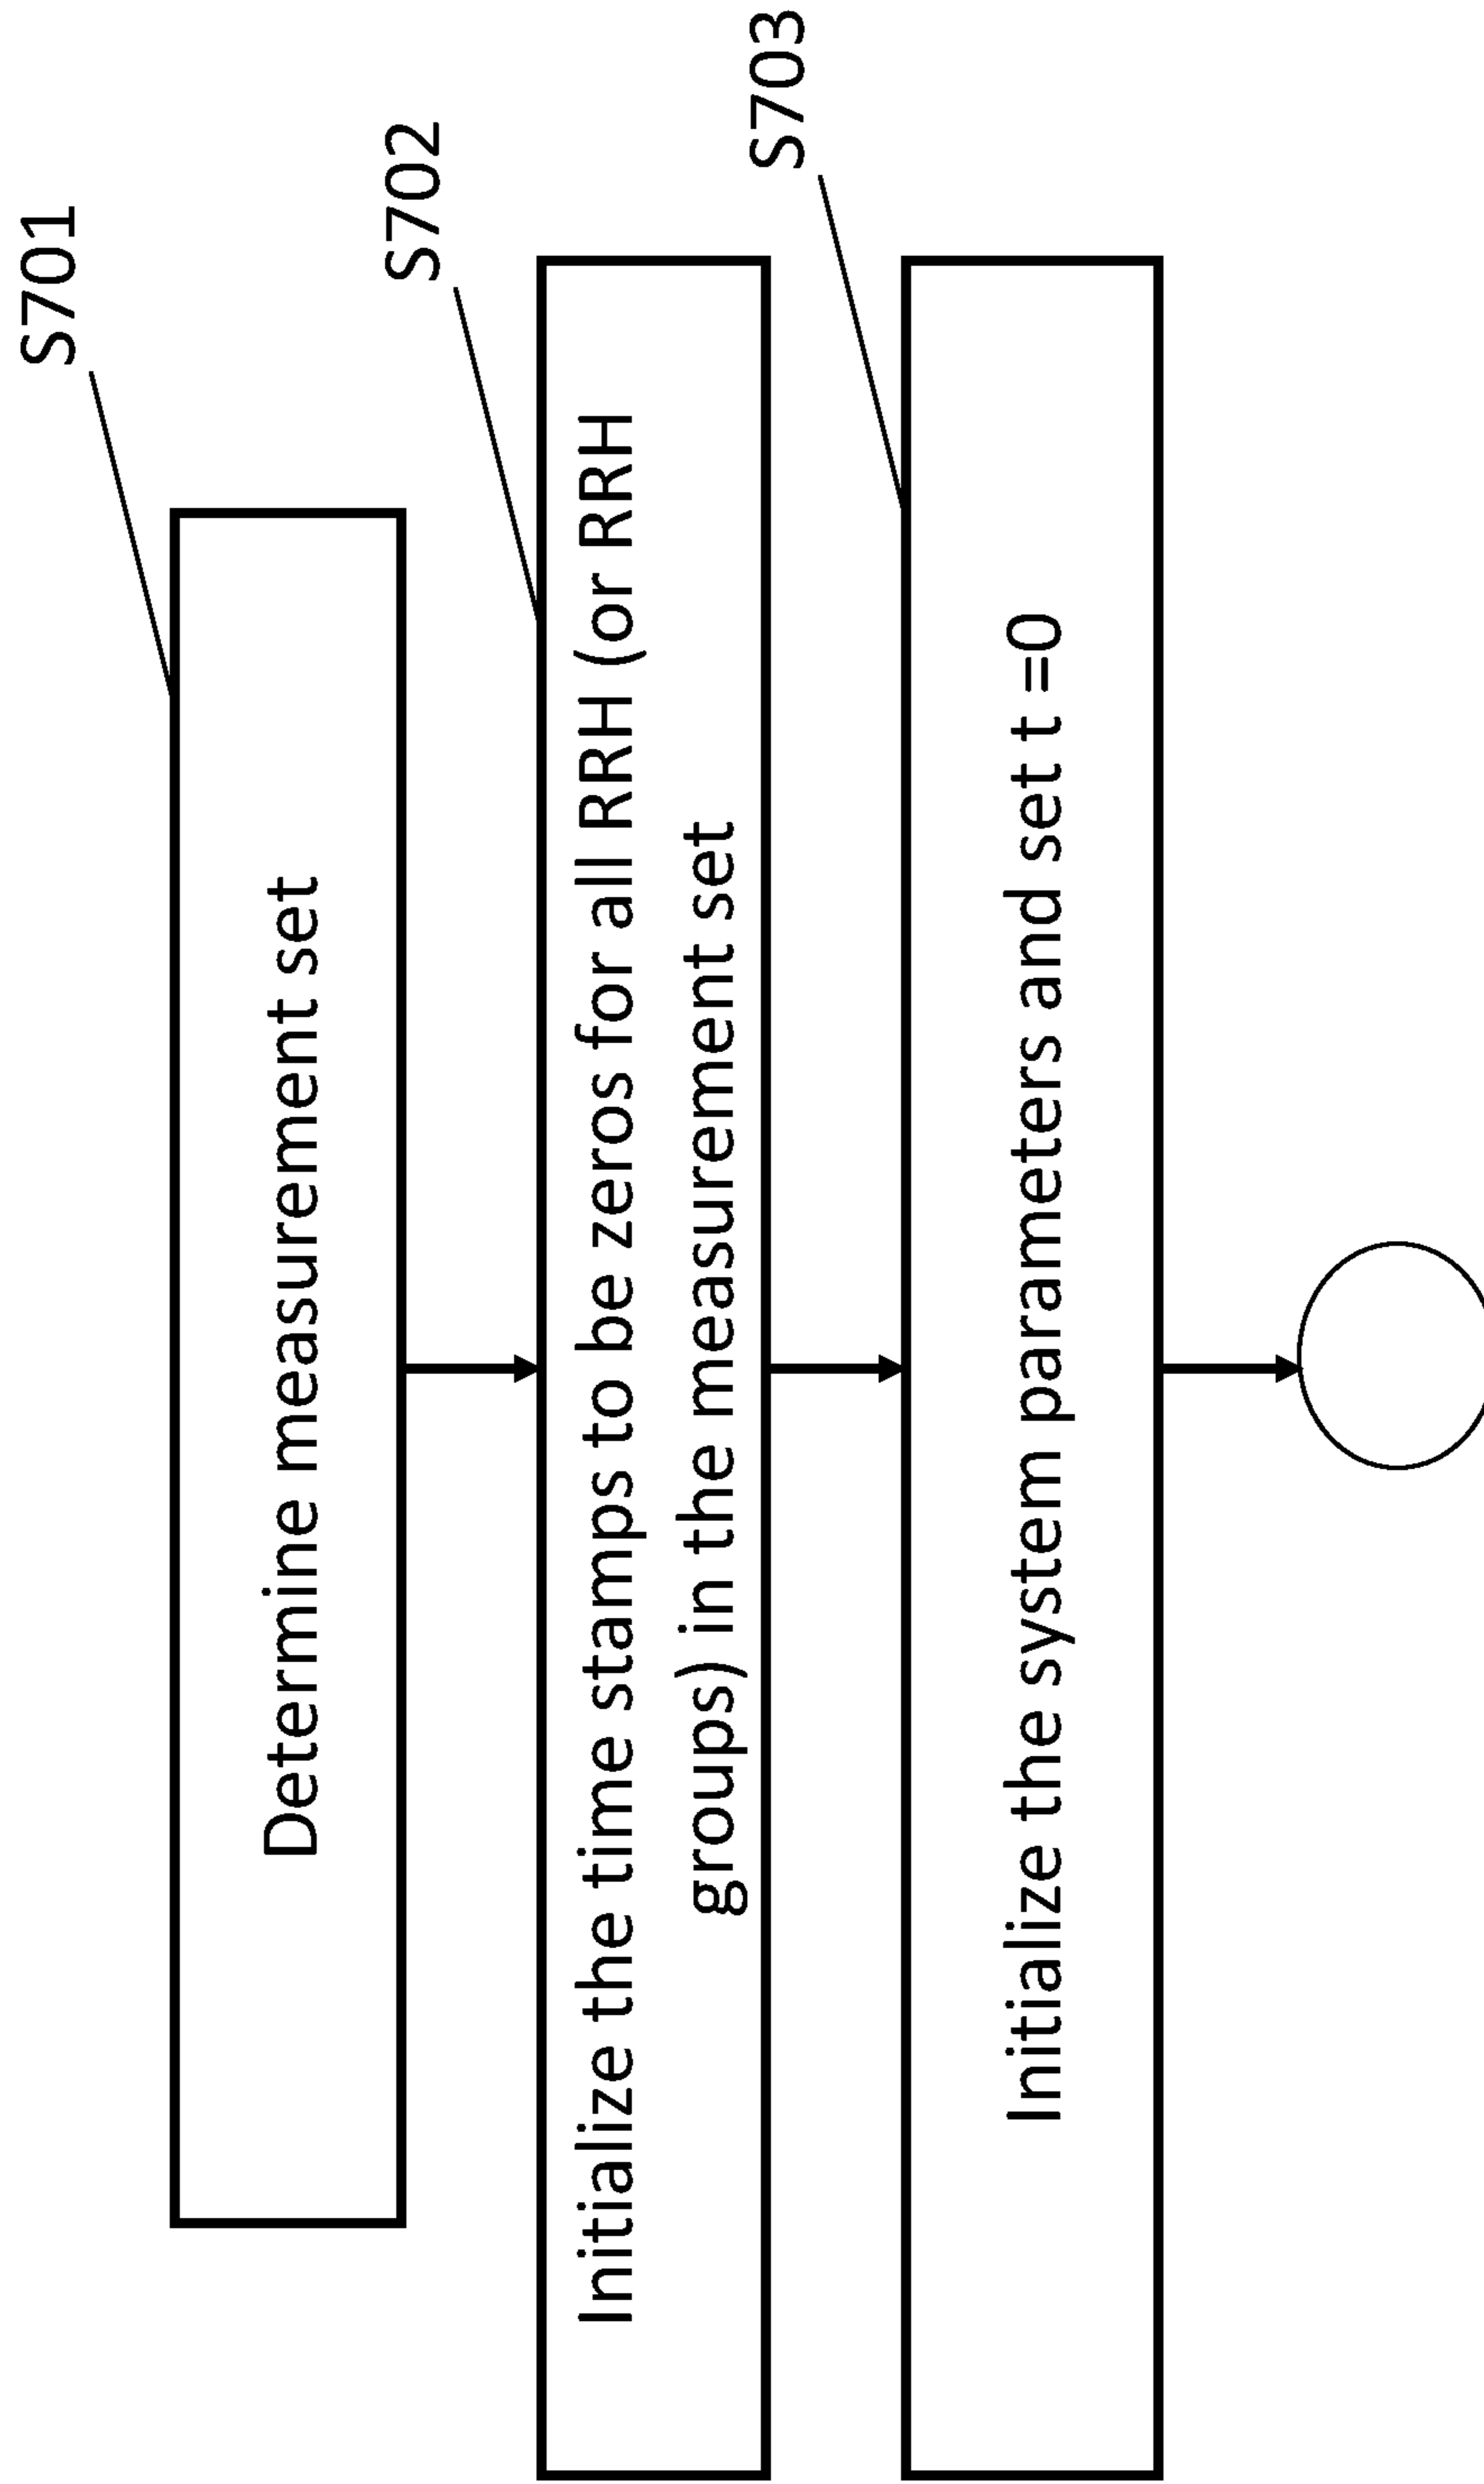 S701
Determine measurement set
S702
Initialize the time stamps to be zeros for all RRH (or RRH
groups) in the measurement set
S703
Initialize the system parameters and set t =0